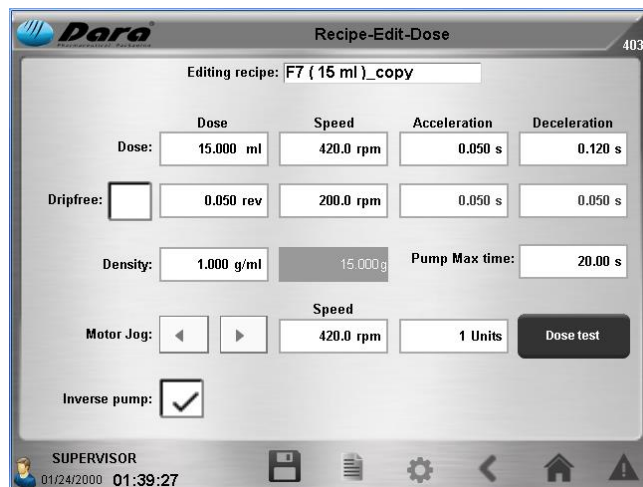 Dara
Pharmaceutical Packaging
Recipe-Edit-Dose
403
Editing recipe: F7 ( 15 ml )_copy
Dose Speed Acceleration Deceleration
Dose: 15.000 ml 420.0 rpm 0.050 s 0.120 s
Dripfree: 0.050 rev 200.0 rpm 0.050 s 0.050 s
Density: 1.000 g/ml 15.000g Pump Max time: 20.00 s
Speed
Motor Jog: 420.0 rpm 1 Units Dose test
Inverse pump:
SUPERVISOR
01/24/2000 01:39:27